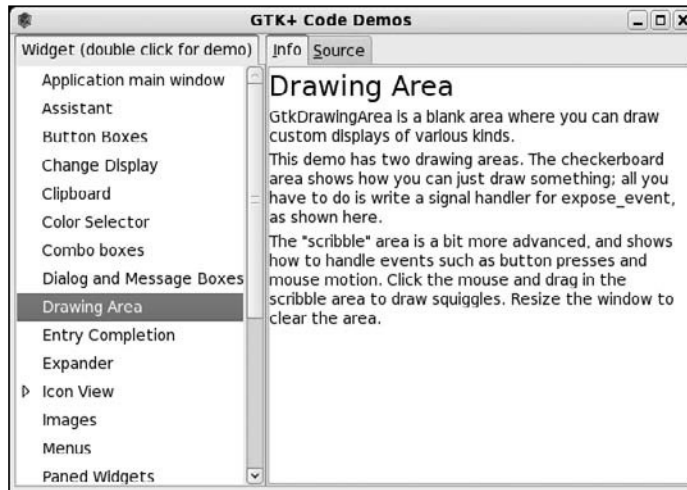 GTK+ Code Demos
Widget (double click for demo)
Application main window
Assistant
Button Boxes
Change Display
Clipboard
Color Selector
Combo boxes
Dialog and Message Boxes
Drawing Area
Entry Completion
Expander
Icon View
Images
Menus
Paned Widgets
Info Source
Drawing Area
GtkDrawingArea is a blank area where you can draw
custom displays of various kinds.
This demo has two drawing areas. The checkerboard
area shows how you can just draw something; all you
have to do is write a signal handler for expose_event,
as shown here.
The "scribble" area is a bit more advanced, and shows
how to handle events such as button presses and
mouse motion. Click the mouse and drag in the
scribble area to draw squiggles. Resize the window to
clear the area.